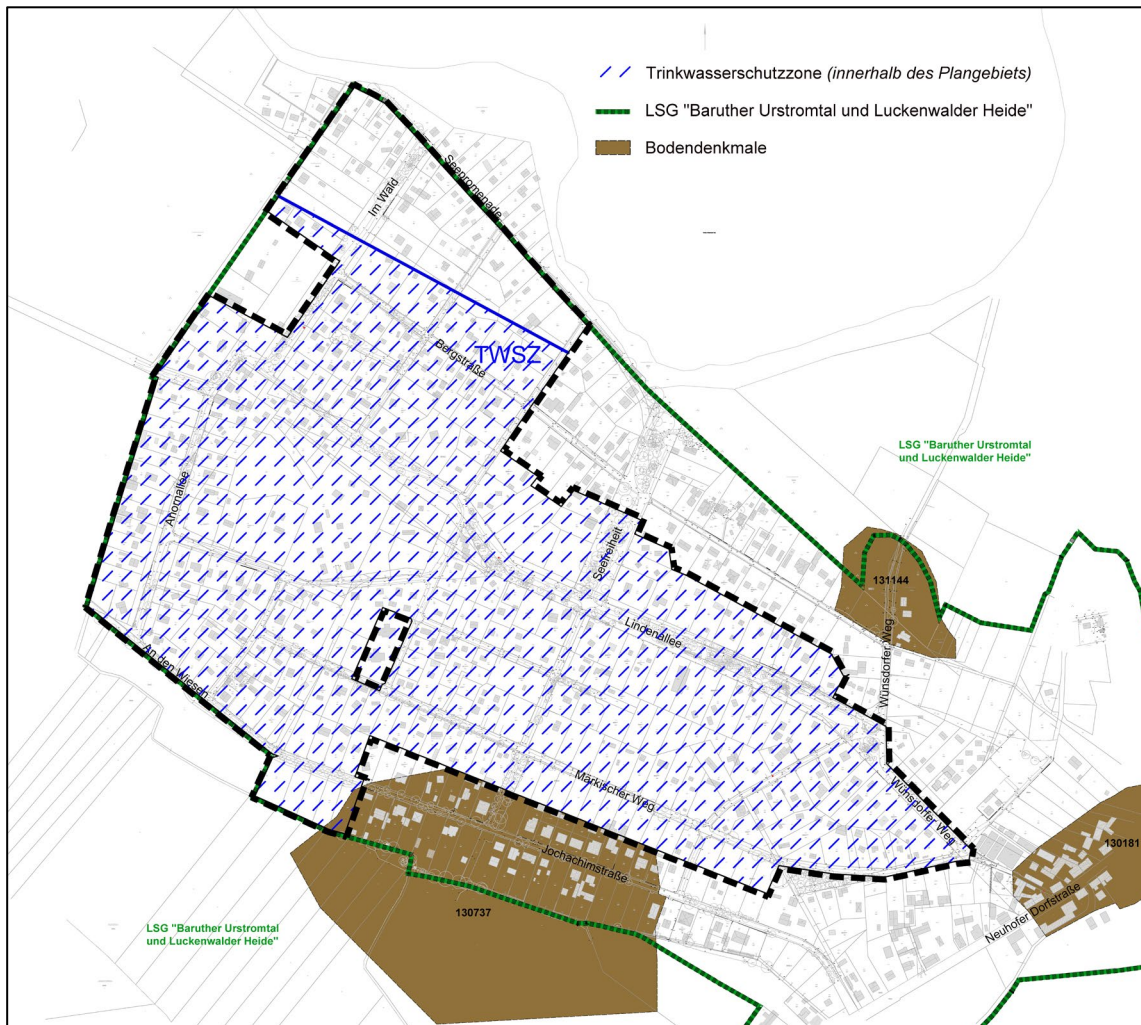 Trinkwasserschutzzone (innerhalb des Plangebiets)
LSG "Baruther Urstromtal und Luckenwalder Heide"
Bodendenkmale
Seepromenade
Im Wald
TWSZ
Bergstraße
LSG "Baruther Urstromtal
und Luckenwalder Heide"
Ahornallee
Seefreiheit
131144
Lindenallee
Wünsdorfer Weg
An den Wiesen
Märkischer Weg
Wünsdorfer Weg
130181
Jochachimstraße
130737
Neuhofer Dorfstraße
LSG "Baruther Urstromtal
und Luckenwalder Heide"